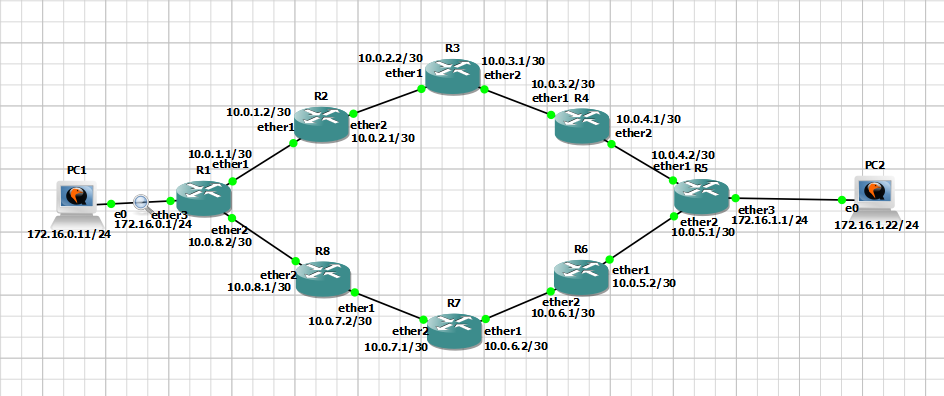 R3
10.0.2.2/30
ether1
10.0.3.1/30
ether2
10.0.3.2/30
ether1
R4
R2
10.0.1.2/30
ether1
ether2
10.0.2.1/30
10.0.4.1/30
ether2
10.0.1.1/30
ether1
R1
10.0.4.2/30
ether1
R5
PC1
PC2
e0
ether3
172.16.0.1/24
172.16.0.11/24
ether2
10.0.8.2/30
ether3
172.16.1.1/24
ether2
10.0.5.1/30
e0
172.16.1.22/24
R8
ether2
10.0.8.1/30
ether1
10.0.7.2/30
R6
ether1
10.0.5.2/30
ether2
10.0.6.1/30
R7
ether2
10.0.7.1/30
ether1
10.0.6.2/30